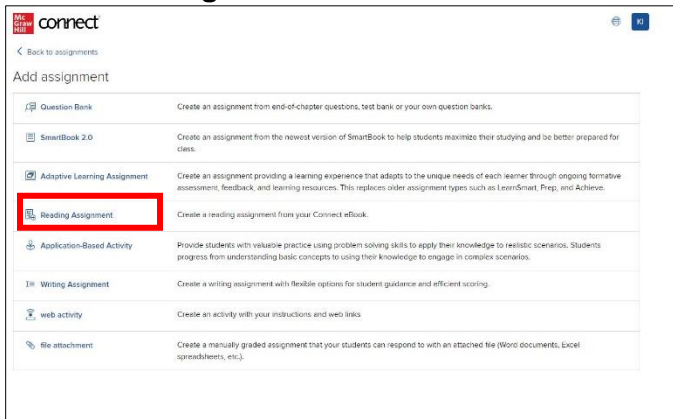 Mc Graw Hill connect
KI
Back to assignments
Add assignment
Question Bank
Create an assignment from end-of-chapter questions, test bank or your own question banks.
SmartBook 2.0
Create an assignment from the newest version of SmartBook to help students maximize their studying and be better prepared for
class.
Adaptive Learning Assignment
Create an assignment providing a learning experience that adapts to the unique needs of each learner through ongoing formative
assessment, feedback, and learning resources. This replaces older assignment types such as LearnSmart, Prep, and Achieve.
Reading Assignment
Create a reading assignment from your Connect eBook.
Application-Based Activity
Provide students with valuable practice using problem solving skills to apply their knowledge to realistic scenarios. Students
progress from understanding basic concepts to using their knowledge to engage in complex scenarios.
Writing Assignment
Create a writing assignment with flexible options for student guidance and efficient scoring.
web activity
Create an activity with your instructions and web links
file attachment
Create a manually graded assignment that your students can respond to with an attached file (Word documents, Excel
spreadsheets, etc.).